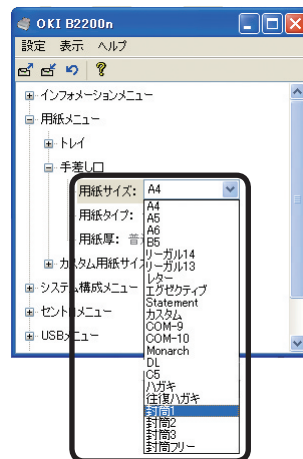 OKI B2200n
設定 表示 ヘルプ
インフォメーションメニュー
用紙メニュー
トレイ
手差し口
用紙サイズ: A4
用紙タイプ:
用紙厚: 普
カスタム用紙サイ
システム構成メニュー
セントロメニュー
USBメニュー
A4
A5
A6
B5
リーガル14
リーガル13
レター
エグゼクティブ
Statement
カスタム
COM-9
COM-10
Monarch
DL
C5
ハガキ
往復ハガキ
封筒1
封筒2
封筒3
封筒フリー